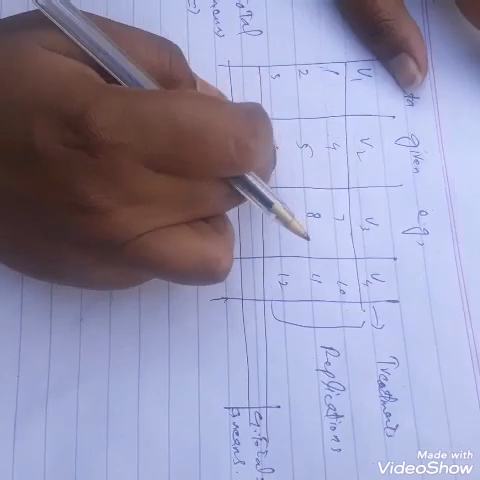 given e.g,
V1 V2 V3 V4 → Treatments
1 4 7 10
2 5 8 11 Replications
3 12
G.Total
means.
Made with
VideoShow